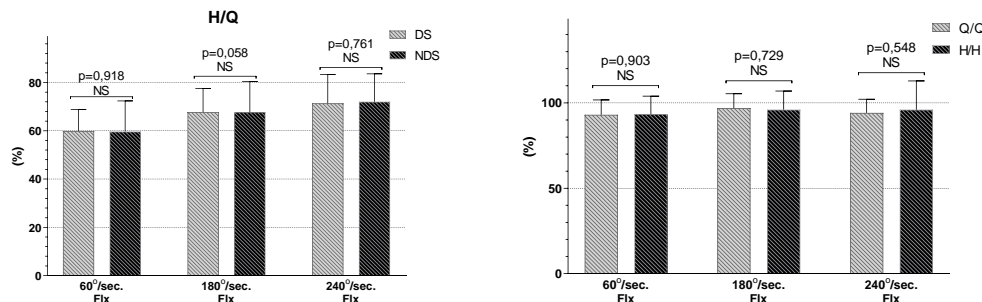 H/Q
DS
NDS
p=0,918
NS
p=0,058
NS
p=0,761
NS
(%)
80
60
40
20
0
60°/sec.
Flx
180°/sec.
Flx
240°/sec.
Flx
Q/Q
H/H
p=0,903
NS
p=0,729
NS
p=0,548
NS
(%)
100
50
0
60°/sec.
Flx
180°/sec.
Flx
240°/sec.
Flx